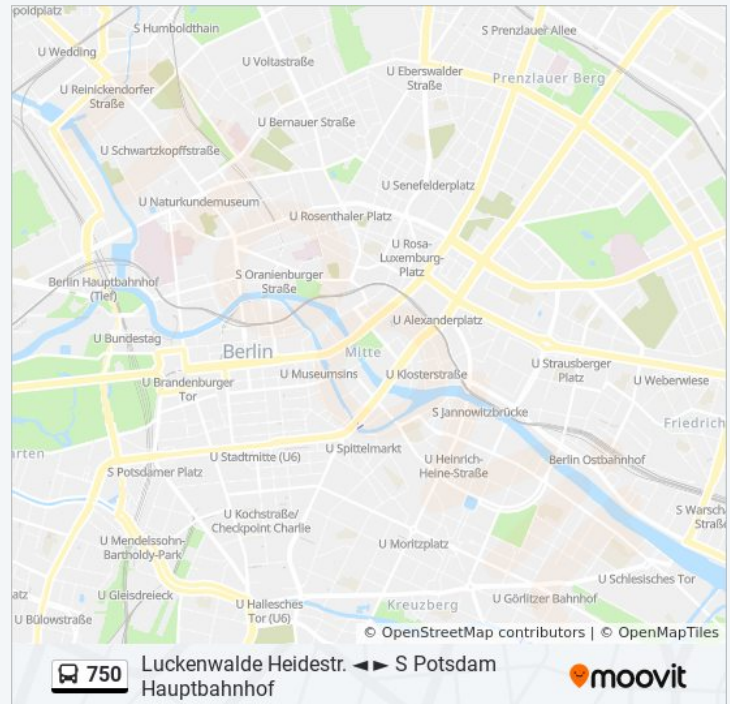 poldplatz
S Humboldthain
S Prenzlauer Allee
U Wedding
U Voltastraße
U Eberswalder
Straße
Prenzlauer Berg
U Reinickendorfer
Straße
U Bernauer Straße
U Schwartzkopffstraße
U Senefelderplatz
U Naturkundemuseum
U Rosenthaler Platz
U Rosa-
Luxemburg-
Platz
S Oranienburger
Straße
Berlin Hauptbahnhof
(Tief)
U Alexanderplatz
U Bundestag
Berlin
Mitte
U Strausberger
Platz
U Museumsins
U Klosterstraße
U Weberwiese
U Brandenburger
Tor
S Jannowitzbrücke
Friedrich
arten
U Spittelmarkt
U Stadtmitte (U6)
U Heinrich-
Heine-Straße
Berlin Ostbahnhof
S Potsdamer Platz
U Kochstraße/
Checkpoint Charlie
S Warsch
Straße
U Mendelssohn-
Bartholdy-Park
U Moritzplatz
U Schlesisches Tor
atz
U Gleisdreieck
U Hallesches
Tor (U6)
Kreuzberg
U Görlitzer Bahnhof
U Bülowstraße
© OpenStreetMap contributors | © OpenMapTiles
750
Luckenwalde Heidestr. ◄► S Potsdam
Hauptbahnhof
moovit